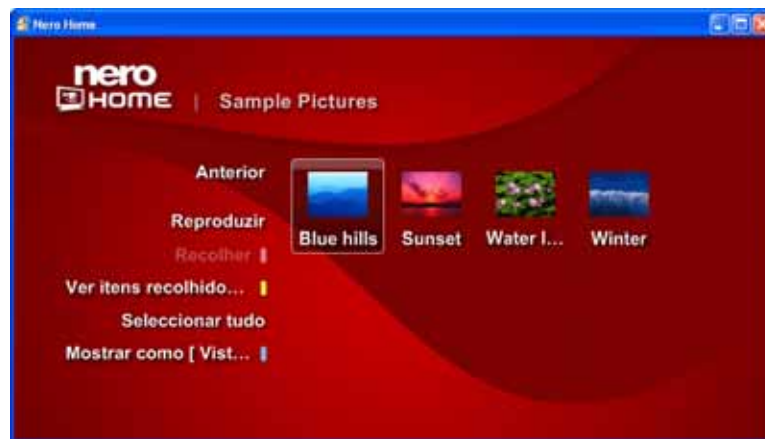 Nero Home
nero
HOME | Sample Pictures
Anterior
Reproduzir
Recolher
Ver itens recolhido...
Seleccionar tudo
Mostrar como [ Vist...
Blue hills
Sunset
Water l...
Winter